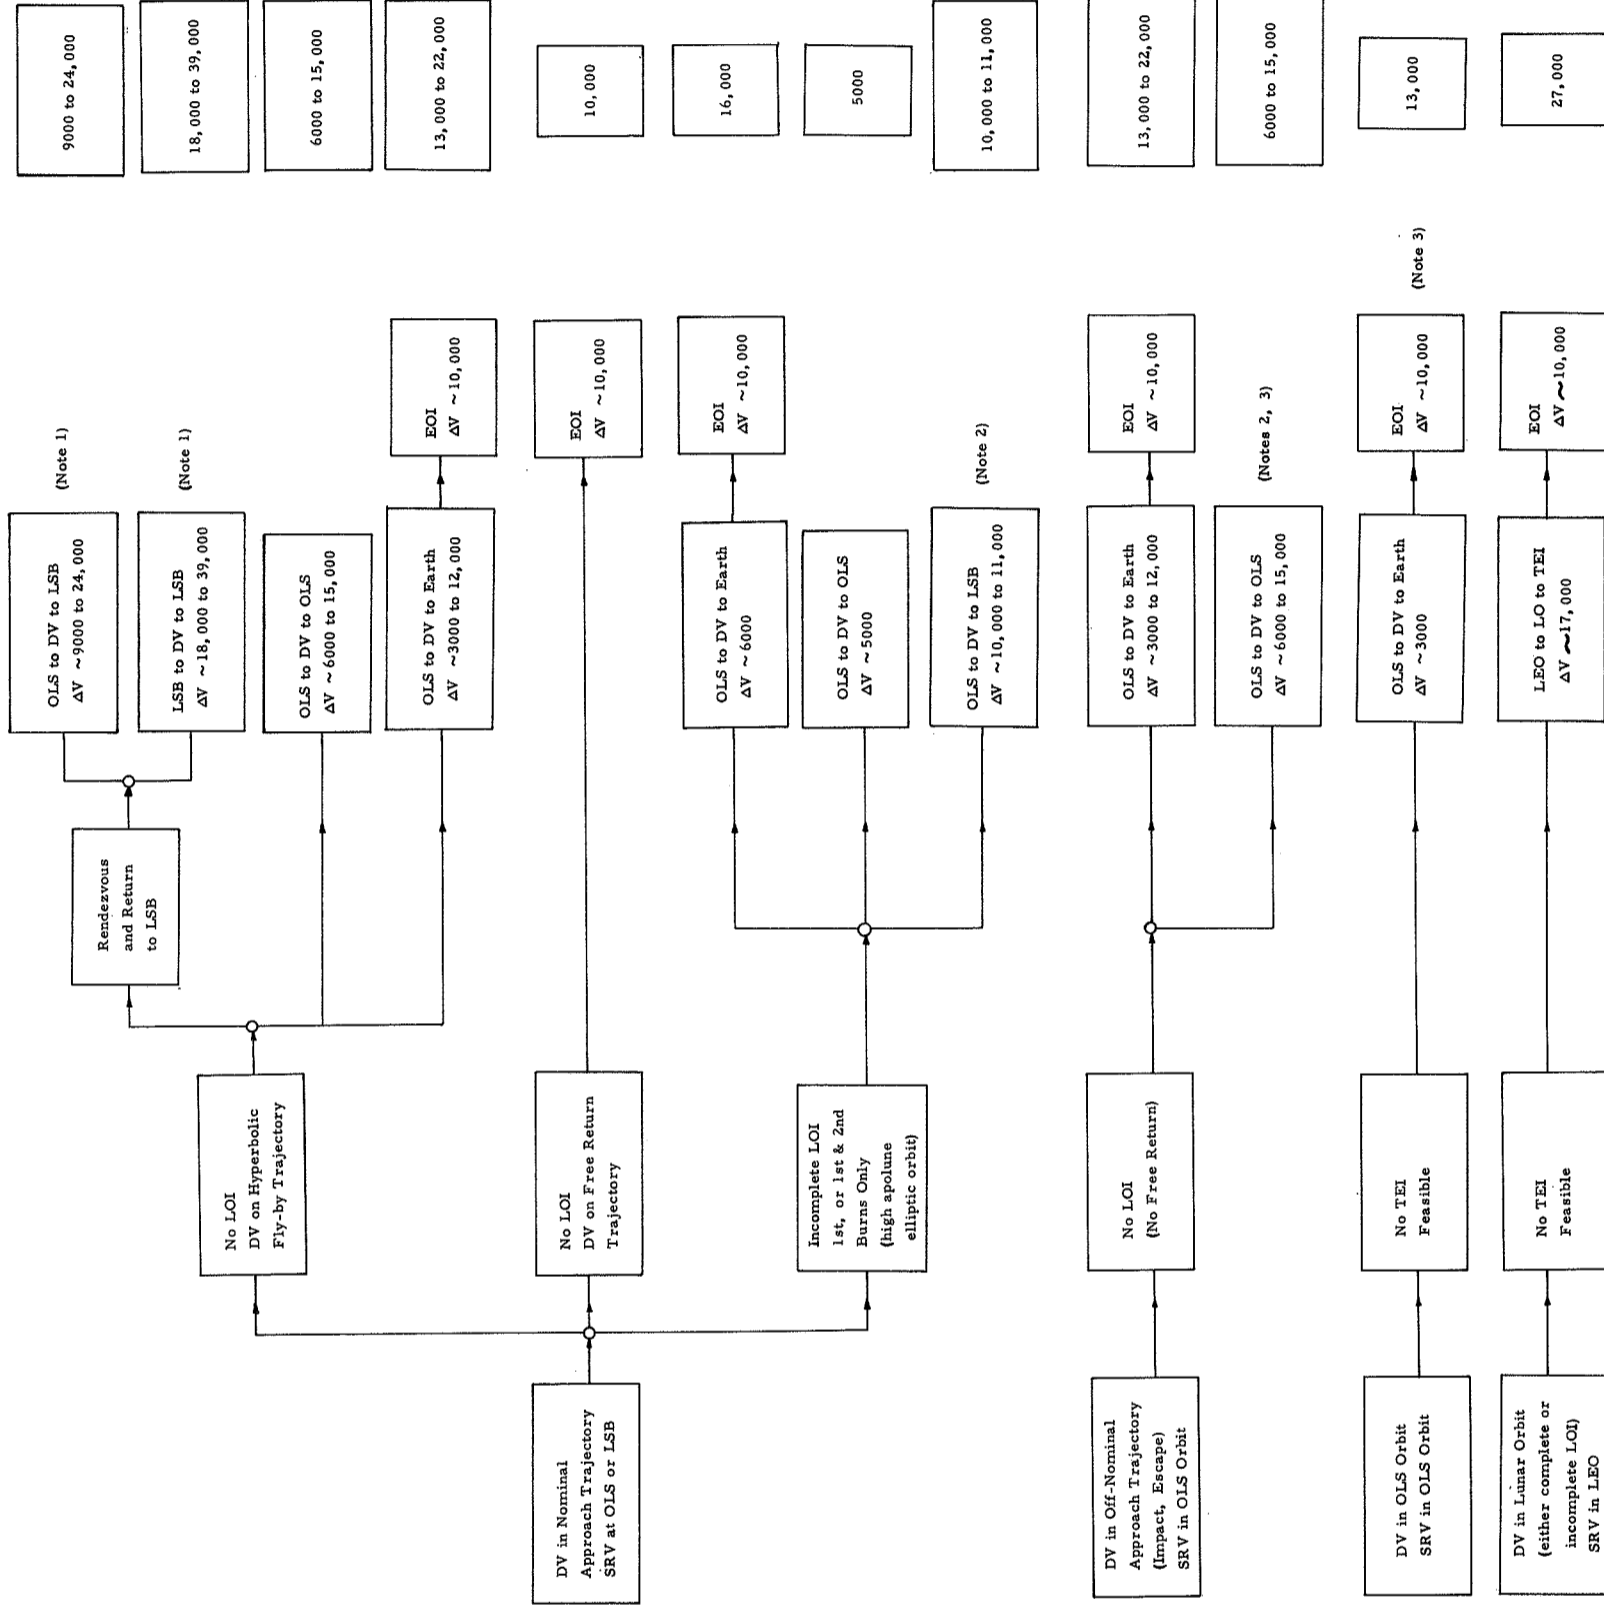 9000 to 24,000
18,000 to 39,000
6000 to 15,000
13,000 to 22,000
10,000
16,000
5000
10,000 to 11,000
13,000 to 22,000
6000 to 15,000
13,000
27,000
(Note 1)
(Note 1)
EOI
ΔV ~10,000
EOI
ΔV ~10,000
EOI
ΔV ~10,000
(Note 2)
EOI
ΔV ~10,000
(Notes 2, 3)
EOI
ΔV ~10,000
(Note 3)
EOI
ΔV ~10,000
OLS to DV to LSB
ΔV ~9000 to 24,000
LSB to DV to LSB
ΔV ~18,000 to 39,000
OLS to DV to OLS
ΔV ~6000 to 15,000
OLS to DV to Earth
ΔV ~3000 to 12,000
OLS to DV to Earth
ΔV ~6000
OLS to DV to OLS
ΔV ~5000
OLS to DV to LSB
ΔV ~10,000 to 11,000
OLS to DV to Earth
ΔV ~3000 to 12,000
OLS to DV to OLS
ΔV ~6000 to 15,000
OLS to DV to Earth
ΔV ~3000
LEO to LO to TEI
ΔV ~17,000
Rendezvous
and Return
to LSB
No LOI
DV on Hyperbolic
Fly-by Trajectory
No LOI
DV on Free Return
Trajectory
Incomplete LOI
1st, or 1st & 2nd
Burns Only
(high apolune
elliptic orbit)
No LOI
(No Free Return)
No TEI
Feasible
No TEI
Feasible
DV in Nominal
Approach Trajectory
SRV at OLS or LSB
DV in Off-Nominal
Approach Trajectory
(Impact, Escape)
SRV in OLS Orbit
DV in OLS Orbit
SRV in OLS Orbit
DV in Lunar Orbit
(either complete or
incomplete LOI)
SRV in LEO